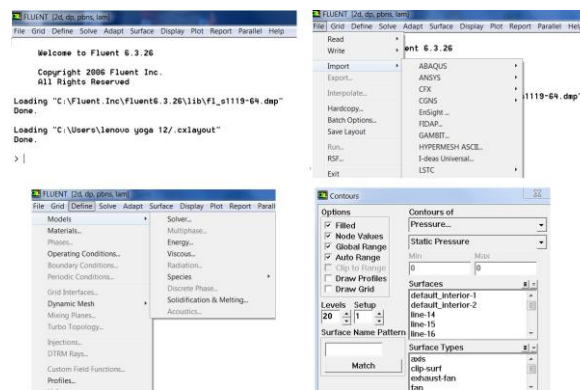 FLUENT [2d, dp, pbns, lam]
File Grid Define Solve Adapt Surface Display Plot Report Parallel Help
Welcome to Fluent 6.3.26
Copyright 2006 Fluent Inc.
All Rights Reserved
Loading "C:\Fluent.Inc\fluent6.3.26\lib\fl_s1119-64.dmp"
Done.
Loading "C:\Users\lenovo yoga 12/.cxlayout"
Done.
>
FLUENT [2d, dp, pbns, lam]
File Grid Define Solve Adapt Surface Display Plot Report Parallel Hel
Read
Write
ent 6.3.26
Import
Export...
Interpolate...
Hardcopy...
Batch Options...
Save Layout
Run...
RSF...
Exit
ABAQUS
ANSYS
CFX
CGNS
EnSight...
FIDAP...
GAMBIT...
HYPERMESH ASCII...
I-deas Universal...
LSTC
1119-64.dmp"
FLUENT [2d, dp, pbns, lam]
File Grid Define Solve Adapt Surface Display Plot Report Parall
Models
Materials...
Phases...
Operating Conditions...
Boundary Conditions...
Periodic Conditions...
Grid Interfaces...
Dynamic Mesh
Mixing Planes...
Turbo Topology...
Injections...
DTRM Rays...
Custom Field Functions...
Profiles...
Solver...
Multiphase...
Energy...
Viscous...
Radiation...
Species
Discrete Phase...
Solidification & Melting...
Acoustics...
Contours
Options
Filled
Node Values
Global Range
Auto Range
Clip to Range
Draw Profiles
Draw Grid
Levels Setup
20 1
Surface Name Pattern
Match
Contours of
Pressure...
Static Pressure
Min Max
0 0
Surfaces
default_interior-1
default_interior-2
line-14
line-15
line-16
Surface Types
axis
clip-surf
exhaust-fan
fan